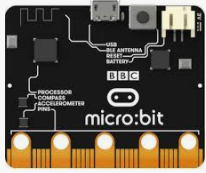 USB
BLE ANTENNA
RESET
BATTERY
BBC
PROCESSOR
COMPASS
ACCELEROMETER
PINS
micro:bit